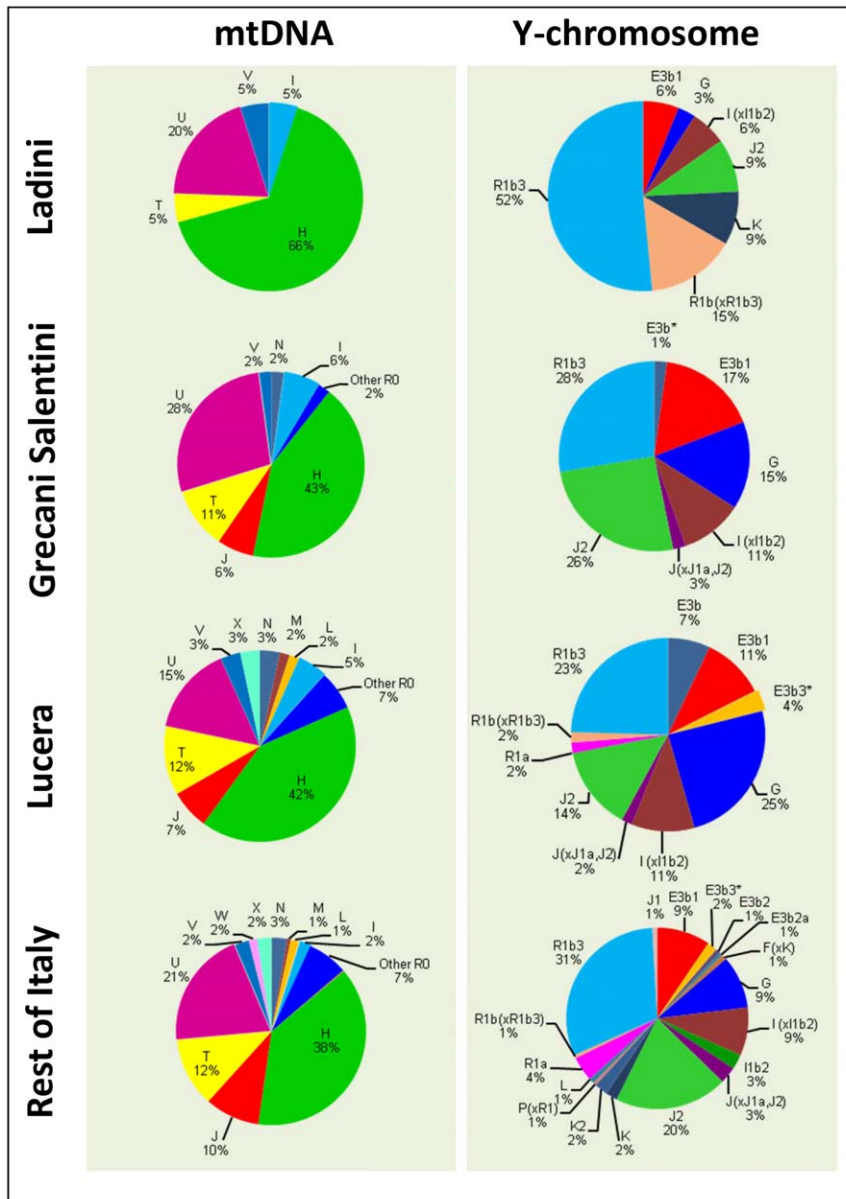 mtDNA
Y-chromosome
Ladini
V
5%
I
5%
U
20%
T
5%
H
66%
E3b1
6%
G
3%
I (xI1b2)
6%
J2
9%
K
9%
R1b(xR1b3)
15%
R1b3
52%
Grecani Salentini
V
2%
N
2%
I
6%
Other R0
2%
U
28%
T
11%
J
6%
H
43%
E3b*
1%
E3b1
17%
G
15%
I (xI1b2)
11%
J(xJ1a,J2)
3%
J2
26%
R1b3
28%
Lucera
V
3%
X
3%
N
3%
M
2%
L
2%
I
5%
Other R0
7%
U
15%
T
12%
J
7%
H
42%
E3b
7%
E3b1
11%
E3b3*
4%
G
25%
I (xI1b2)
11%
J(xJ1a,J2)
2%
J2
14%
R1a
2%
R1b(xR1b3)
2%
R1b3
23%
Rest of Italy
V
2%
W
2%
X
2%
N
3%
M
1%
L
1%
I
2%
Other R0
7%
U
21%
T
12%
J
10%
H
38%
J1
1%
E3b1
9%
E3b3*
2%
E3b2
1%
E3b2a
1%
F(xK)
1%
G
9%
I (xI1b2)
9%
I1b2
3%
J(xJ1a,J2)
3%
J2
20%
K
2%
K2
2%
P(xR1)
1%
L
1%
R1a
4%
R1b(xR1b3)
1%
R1b3
31%